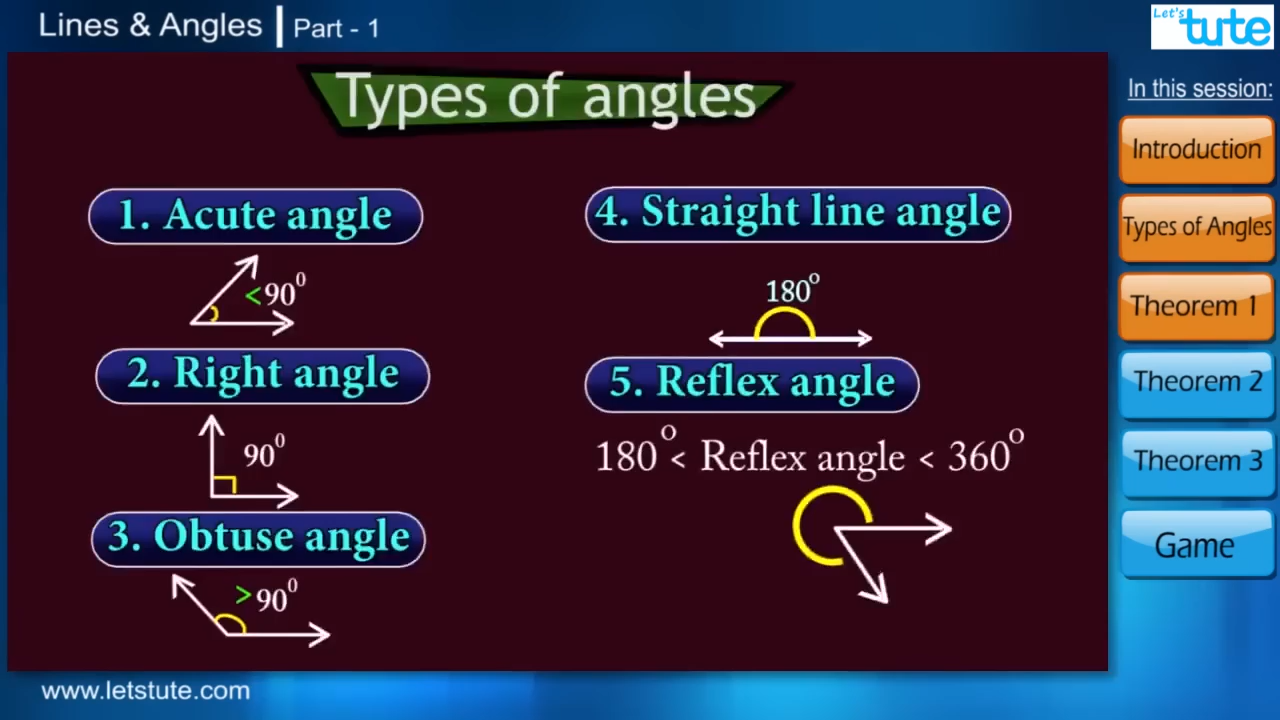 Lines & Angles | Part - 1
Let's tute
Types of angles
In this session:
Introduction
Types of Angles
Theorem 1
Theorem 2
Theorem 3
Game
1. Acute angle
<90⁰
2. Right angle
90⁰
3. Obtuse angle
>90⁰
4. Straight line angle
180°
5. Reflex angle
180° < Reflex angle < 360°
www.letstute.com